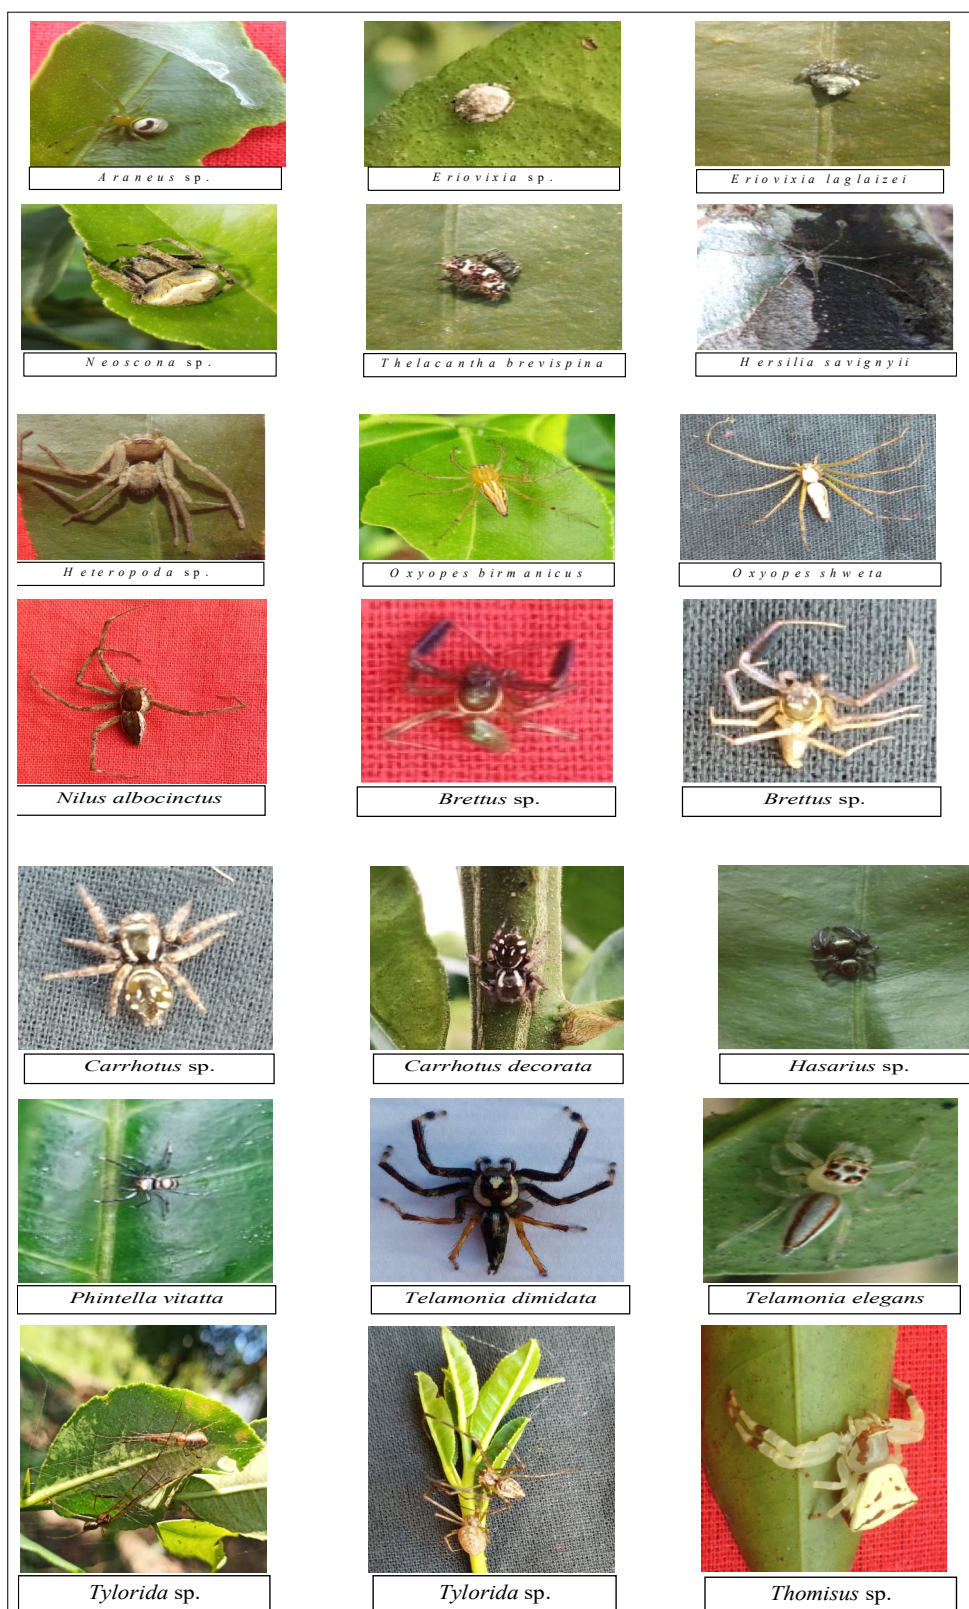 Araneus sp.
Eriovixia sp.
Eriovixia laglaizei
Neoscona sp.
Thelacantha brevispina
Hersilia savignyii
Heteropoda sp.
Oxyopes birmanicus
Oxyopes shweta
Nilus albocinctus
Brettus sp.
Brettus sp.
Carrhotus sp.
Carrhotus decorata
Hasarius sp.
Phintella vitatta
Telamonia dimidata
Telamonia elegans
Tylorida sp.
Tylorida sp.
Thomisus sp.